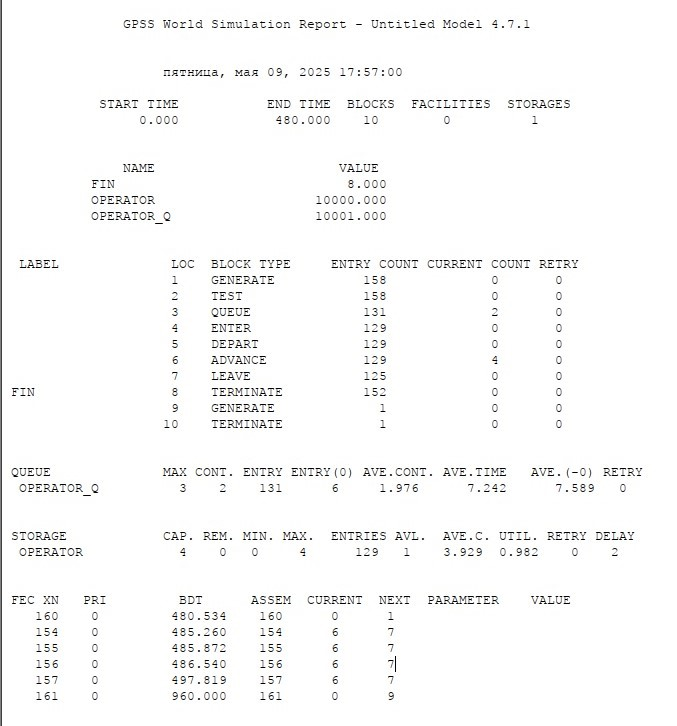 GPSS World Simulation Report - Untitled Model 4.7.1
пятница, мая 09, 2025 17:57:00
START TIME END TIME BLOCKS FACILITIES STORAGES
0.000 480.000 10 0 1
NAME VALUE
FIN 8.000
OPERATOR 10000.000
OPERATOR_Q 10001.000
LABEL LOC BLOCK TYPE ENTRY COUNT CURRENT COUNT RETRY
1 GENERATE 158 0 0
2 TEST 158 0 0
3 QUEUE 131 2 0
4 ENTER 129 0 0
5 DEPART 129 0 0
6 ADVANCE 129 4 0
7 LEAVE 125 0 0
FIN 8 TERMINATE 152 0 0
9 GENERATE 1 0 0
10 TERMINATE 1 0 0
QUEUE MAX CONT. ENTRY ENTRY(0) AVE.CONT. AVE.TIME AVE.(-0) RETRY
OPERATOR_Q 3 2 131 6 1.976 7.242 7.589 0
STORAGE CAP. REM. MIN. MAX. ENTRIES AVL. AVE.C. UTIL. RETRY DELAY
OPERATOR 4 0 0 4 129 1 3.929 0.982 0 2
FEC XN PRI BDT ASSEM CURRENT NEXT PARAMETER VALUE
160 0 480.534 160 0 1
154 0 485.260 154 6 7
155 0 485.872 155 6 7
156 0 486.540 156 6 7
157 0 497.819 157 6 7
161 0 960.000 161 0 9